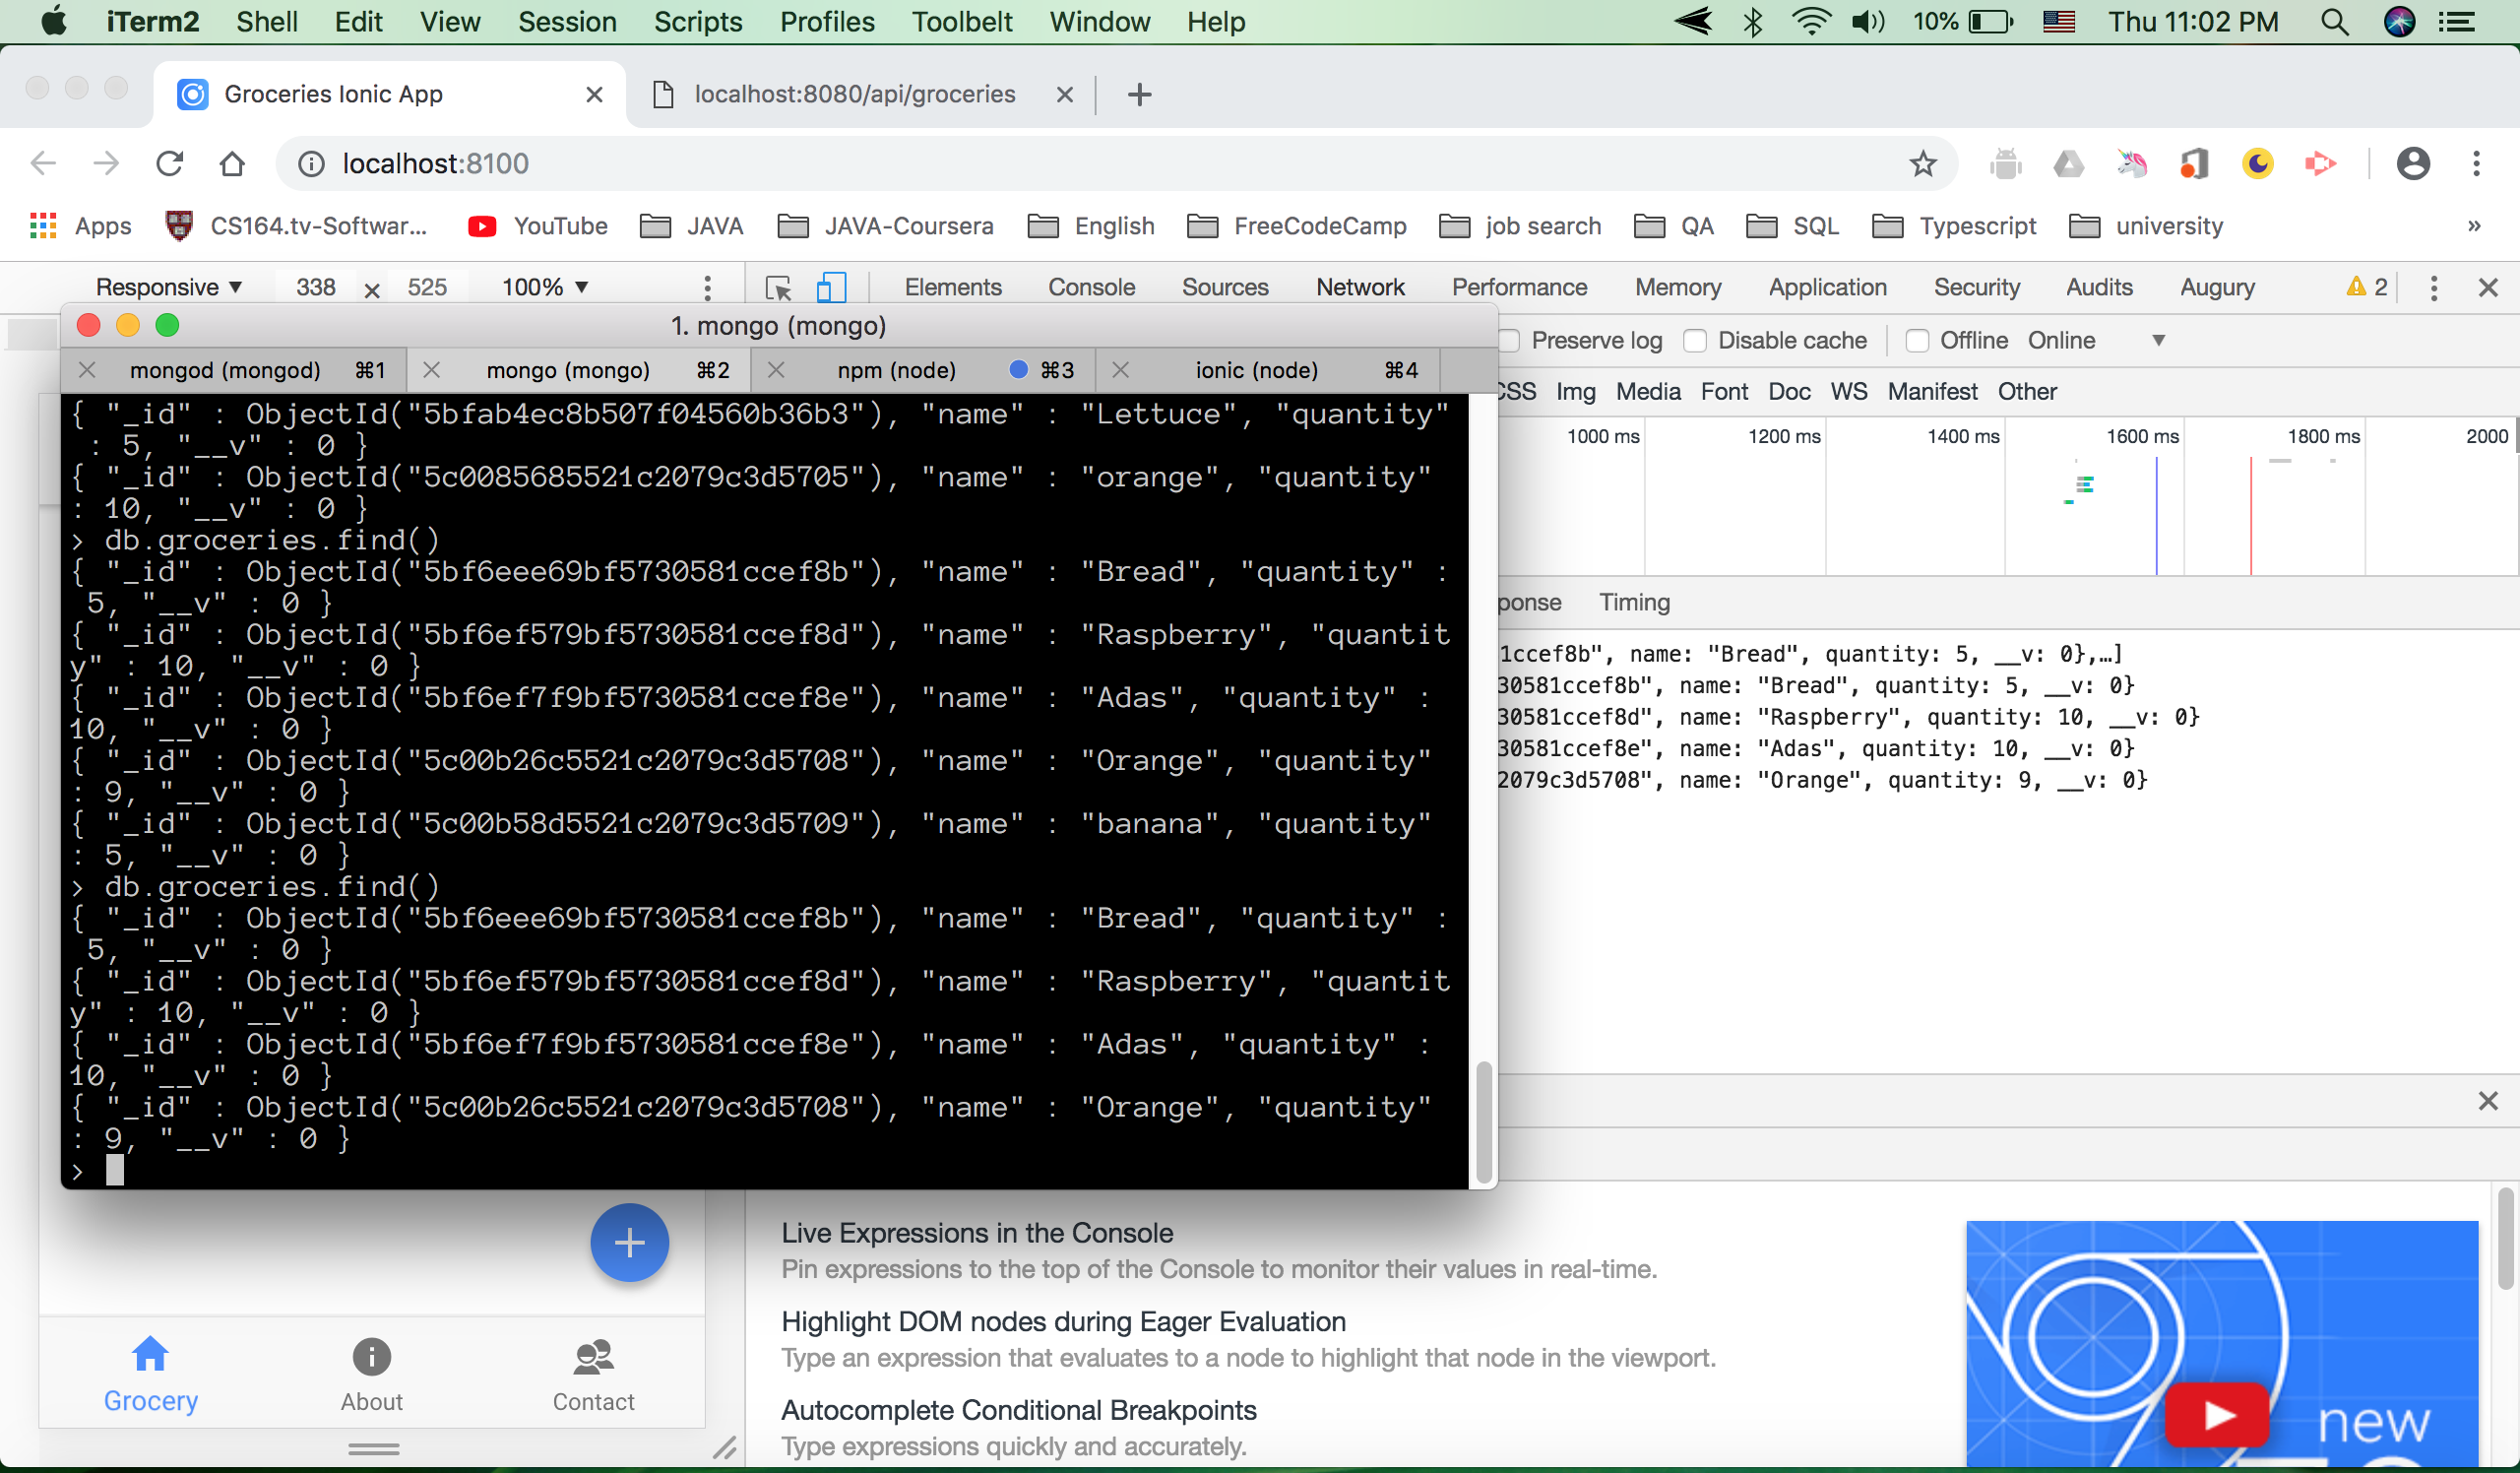 iTerm2 Shell Edit View Session Scripts Profiles Toolbelt Window Help 10% Thu 11:02 PM
Groceries Ionic App localhost:8080/api/groceries
localhost:8100
Apps CS164.tv-Softwar... YouTube JAVA JAVA-Coursera English FreeCodeCamp job search QA SQL Typescript university »
Responsive ▼ 338 × 525 100% ▼ Elements Console Sources Network Performance Memory Application Security Audits Augury 2
1. mongo (mongo)
Preserve log Disable cache Offline Online ▼
mongod (mongod) ⌘1 mongo (mongo) ⌘2 npm (node) ⌘3 ionic (node) ⌘4
CSS Img Media Font Doc WS Manifest Other
1000 ms 1200 ms 1400 ms 1600 ms 1800 ms 2000
{ "_id" : ObjectId("5bfab4ec8b507f04560b36b3"), "name" : "Lettuce", "quantity"
 : 5, "__v" : 0 }
{ "_id" : ObjectId("5c0085685521c2079c3d5705"), "name" : "orange", "quantity"
: 10, "__v" : 0 }
> db.groceries.find()
{ "_id" : ObjectId("5bf6eee69bf5730581ccef8b"), "name" : "Bread", "quantity" :
 5, "__v" : 0 }
{ "_id" : ObjectId("5bf6ef579bf5730581ccef8d"), "name" : "Raspberry", "quantit
y" : 10, "__v" : 0 }
{ "_id" : ObjectId("5bf6ef7f9bf5730581ccef8e"), "name" : "Adas", "quantity" :
10, "__v" : 0 }
{ "_id" : ObjectId("5c00b26c5521c2079c3d5708"), "name" : "Orange", "quantity"
: 9, "__v" : 0 }
{ "_id" : ObjectId("5c00b58d5521c2079c3d5709"), "name" : "banana", "quantity"
: 5, "__v" : 0 }
> db.groceries.find()
{ "_id" : ObjectId("5bf6eee69bf5730581ccef8b"), "name" : "Bread", "quantity" :
 5, "__v" : 0 }
{ "_id" : ObjectId("5bf6ef579bf5730581ccef8d"), "name" : "Raspberry", "quantit
y" : 10, "__v" : 0 }
{ "_id" : ObjectId("5bf6ef7f9bf5730581ccef8e"), "name" : "Adas", "quantity" :
10, "__v" : 0 }
{ "_id" : ObjectId("5c00b26c5521c2079c3d5708"), "name" : "Orange", "quantity"
: 9, "__v" : 0 }
>
ponse Timing
1ccef8b", name: "Bread", quantity: 5, __v: 0},…]
30581ccef8b", name: "Bread", quantity: 5, __v: 0}
30581ccef8d", name: "Raspberry", quantity: 10, __v: 0}
30581ccef8e", name: "Adas", quantity: 10, __v: 0}
2079c3d5708", name: "Orange", quantity: 9, __v: 0}
Grocery About Contact
Live Expressions in the Console
Pin expressions to the top of the Console to monitor their values in real-time.
Highlight DOM nodes during Eager Evaluation
Type an expression that evaluates to a node to highlight that node in the viewport.
Autocomplete Conditional Breakpoints
Type expressions quickly and accurately.
new